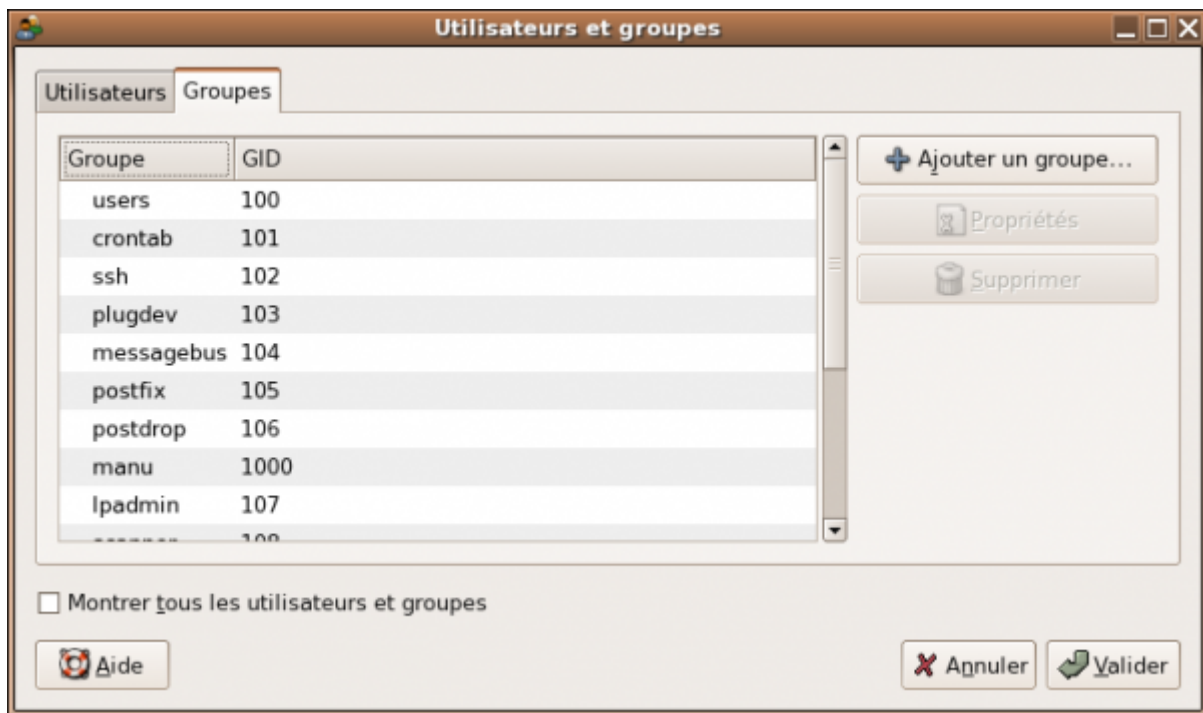 Utilisateurs et groupes
Utilisateurs Groupes
Groupe GID
users 100
crontab 101
ssh 102
plugdev 103
messagebus 104
postfix 105
postdrop 106
manu 1000
lpadmin 107
Ajouter un groupe...
Propriétés
Supprimer
Montrer tous les utilisateurs et groupes
Aide
Annuler Valider